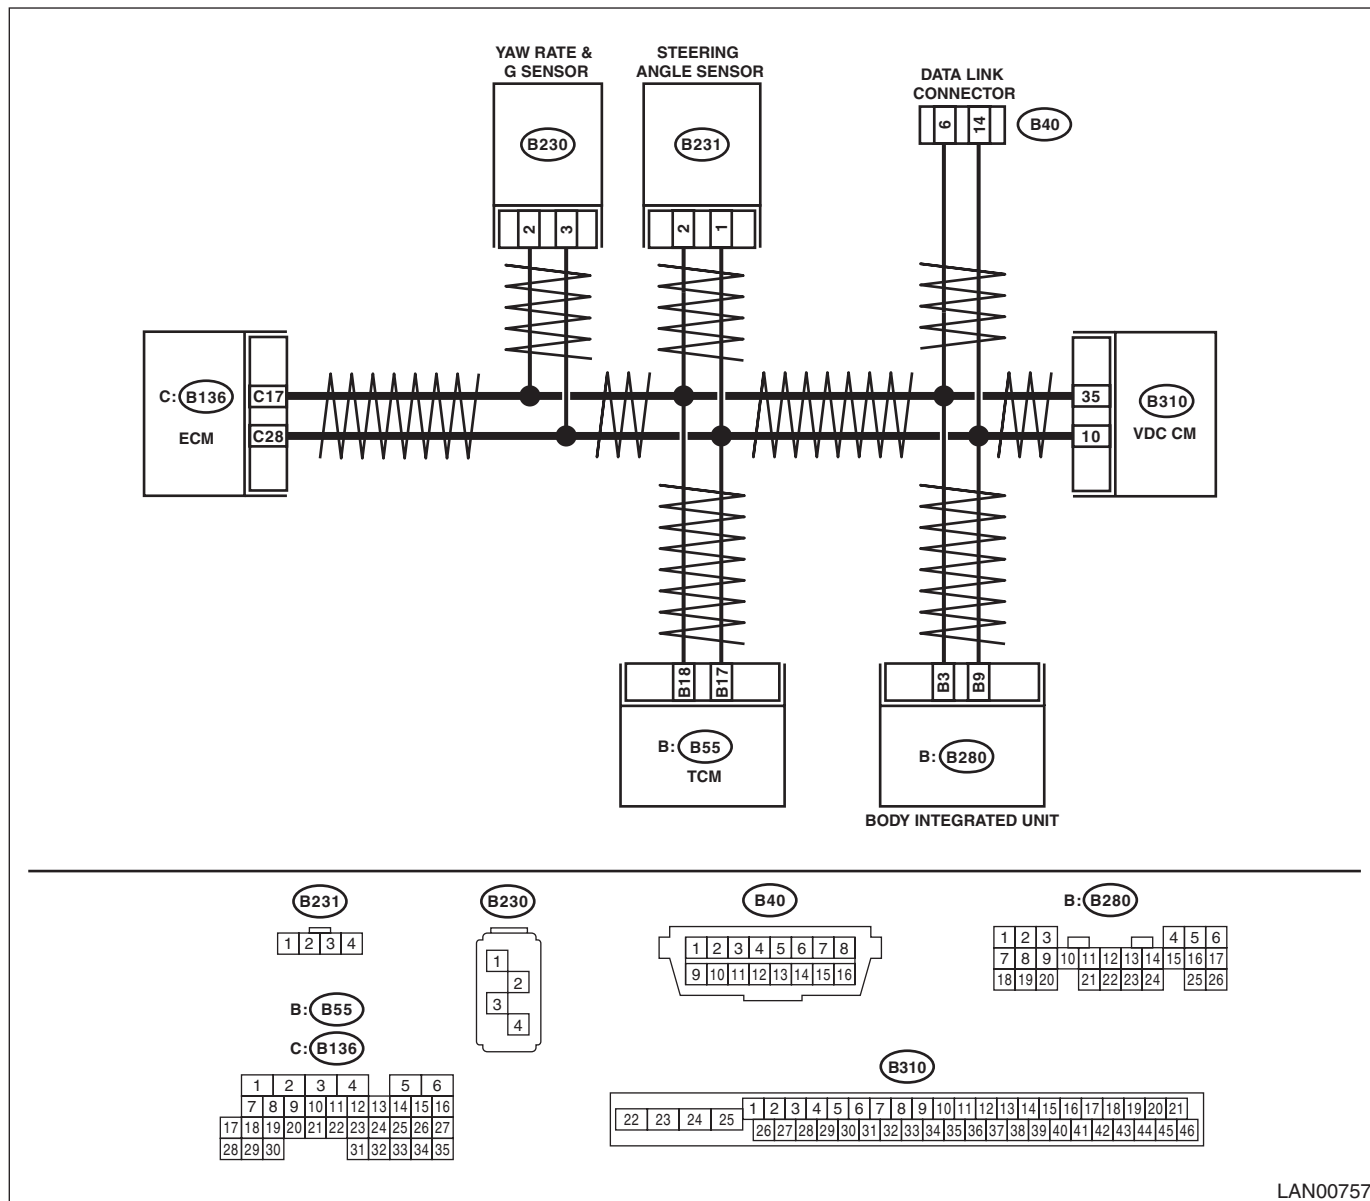 YAW RATE &
G SENSOR
STEERING
ANGLE SENSOR
DATA LINK
CONNECTOR
6 14
B40
B230
B231
2 3
2 1
C: B136
ECM
C17
C28
35
10
B310
VDC CM
B18 B17
B3 B9
B: B55
TCM
B: B280
BODY INTEGRATED UNIT
B231
1 2 3 4
B230
1
2
3
4
B40
1 2 3 4 5 6 7 8
9 10 11 12 13 14 15 16
B: B280
1 2 3 4 5 6
7 8 9 10 11 12 13 14 15 16 17
18 19 20 21 22 23 24 25 26
B: B55
C: B136
1 2 3 4 5 6
7 8 9 10 11 12 13 14 15 16
17 18 19 20 21 22 23 24 25 26 27
28 29 30 31 32 33 34 35
B310
1 2 3 4 5 6 7 8 9 10 11 12 13 14 15 16 17 18 19 20 21
22 23 24 25
26 27 28 29 30 31 32 33 34 35 36 37 38 39 40 41 42 43 44 45 46
LAN00757